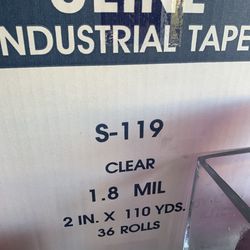 INDUSTRIAL TAPE
S-119
CLEAR
1.8 MIL
2 IN. X 110 YDS.
36 ROLLS